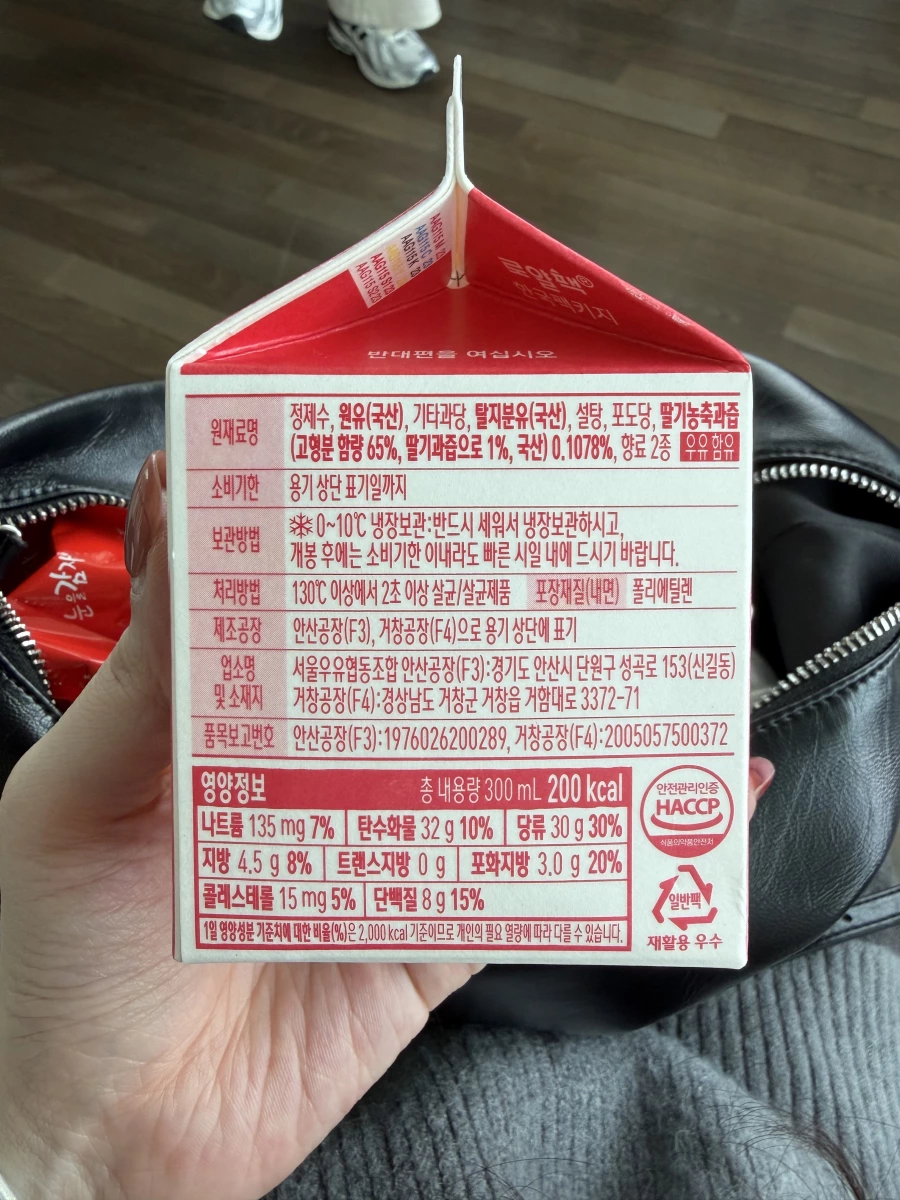 AAG115 M
AAG115 C
AAG115 K
AAG115 S1
AAG115 S1
로얄팩®
한국팩키지
반대편을 여십시오
원재료명
정제수, 원유(국산), 기타과당, 탈지분유(국산), 설탕, 포도당, 딸기농축과즙
(고형분 함량 65%, 딸기과즙으로 1%, 국산) 0.1078%, 향료 2종 우유 함유
소비기한 용기 상단 표기일까지
보관방법
0~10℃ 냉장보관:반드시 세워서 냉장보관하시고,
개봉 후에는 소비기한 이내라도 빠른 시일 내에 드시기 바랍니다.
처리방법 130℃ 이상에서 2초 이상 살균/살균제품 포장재질(내면) 폴리에틸렌
제조공장 안산공장(F3), 거창공장(F4)으로 용기 상단에 표기
업소명 및 소재지
서울우유협동조합 안산공장(F3):경기도 안산시 단원구 성곡로 153(신길동)
거창공장(F4):경상남도 거창군 거창읍 거함대로 3372-71
품목보고번호 안산공장(F3):1976026200289, 거창공장(F4):2005057500372
영양정보 총 내용량 300 mL 200 kcal
나트륨 135 mg 7% 탄수화물 32 g 10% 당류 30 g 30%
지방 4.5 g 8% 트랜스지방 0 g 포화지방 3.0 g 20%
콜레스테롤 15 mg 5% 단백질 8 g 15%
1일 영양성분 기준치에 대한 비율(%)은 2,000 kcal 기준이므로 개인의 필요 열량에 따라 다를 수 있습니다.
안전관리인증
HACCP
식품의약품안전처
일반팩
재활용 우수